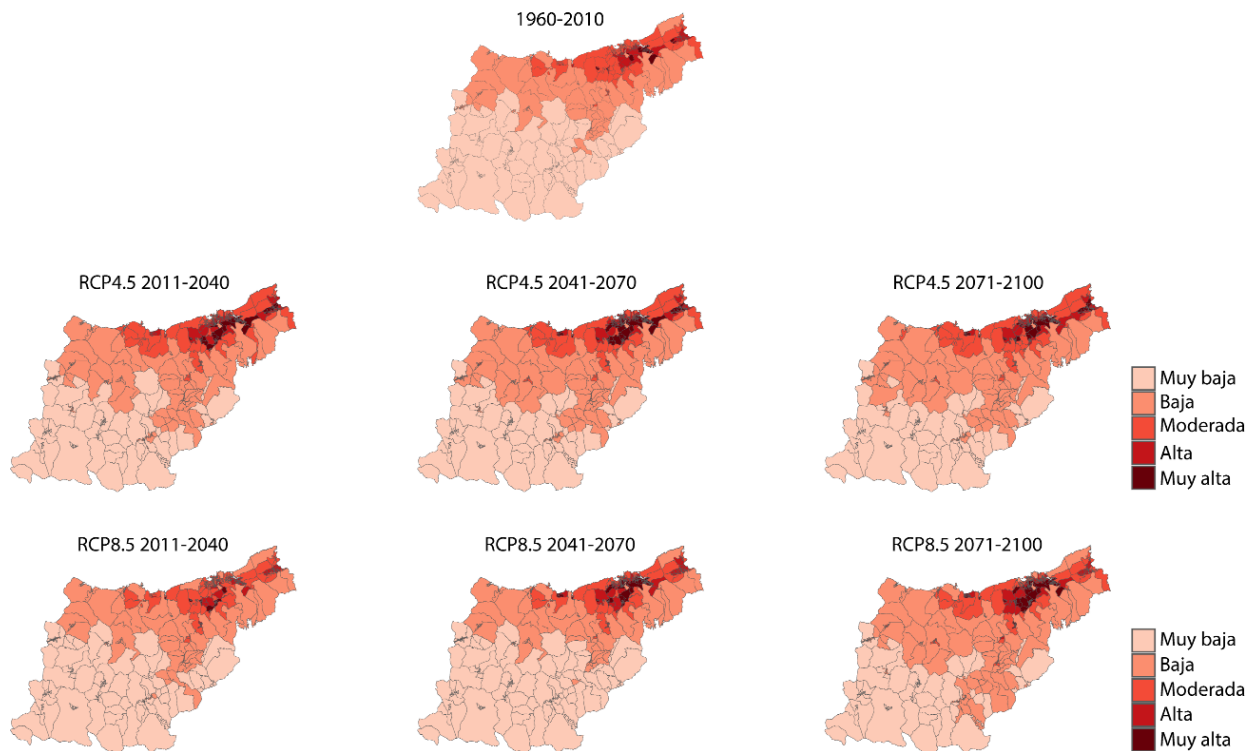 1960-2010
RCP4.5 2011-2040
RCP4.5 2041-2070
RCP4.5 2071-2100
Muy baja
Baja
Moderada
Alta
Muy alta
RCP8.5 2011-2040
RCP8.5 2041-2070
RCP8.5 2071-2100
Muy baja
Baja
Moderada
Alta
Muy alta